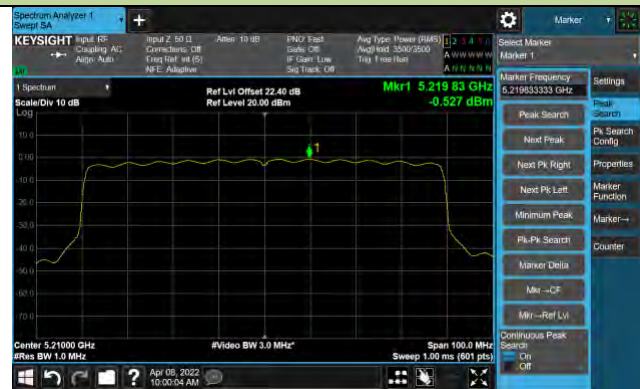 Spectrum Analyzer 1
Swept SA
+
Marker
KEYSIGHT
Input: RF
Coupling: AC
Align: Auto
Input Z: 50 Ω
Corrections: Off
Freq Ref: Int (S)
NFE: Adaptive
Atten: 10 dB
PNO: Fast
Gate: Off
IF Gain: Low
Sig Track: Off
Avg Type: Power (RMS)
Avg|Hold: 3500/3500
Trig: Free Run
1 2 3 4 5 6
A W W W W W
A N N N N N
Select Marker
Marker 1
1 Spectrum
Scale/Div 10 dB
Log
Ref Lvl Offset 22.40 dB
Ref Level 20.00 dBm
Mkr1 5.219 83 GHz
-0.527 dBm
10.0
0.00
-10.0
-20.0
-30.0
-40.0
-50.0
-60.0
-70.0
1
Center 5.21000 GHz
#Res BW 1.0 MHz
#Video BW 3.0 MHz*
Span 100.0 MHz
Sweep 1.00 ms (601 pts)
Marker Frequency
5.219833333 GHz
Peak Search
Next Peak
Next Pk Right
Next Pk Left
Minimum Peak
Pk-Pk Search
Marker Delta
Mkr→CF
Mkr→Ref Lvl
Continuous Peak
Search
On
Off
Settings
Peak
Search
Pk Search
Config
Properties
Marker
Function
Marker→
Counter
?
Apr 08, 2022
10:00:04 AM